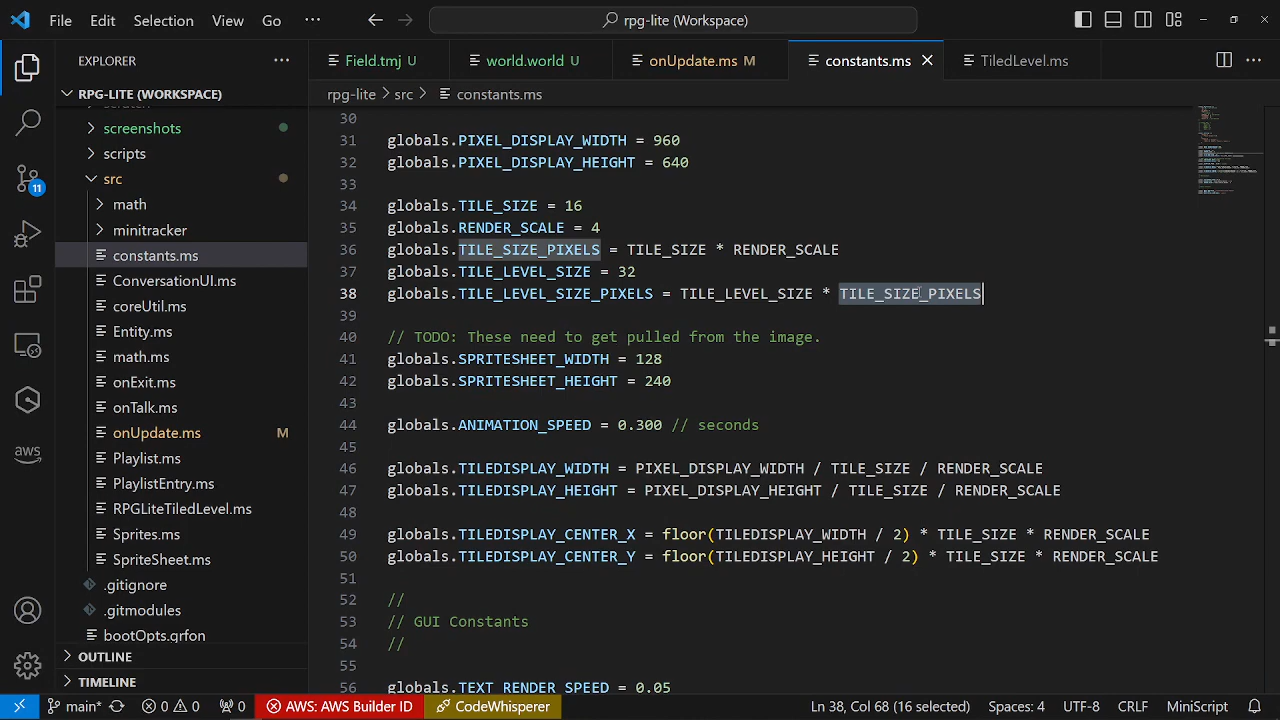 File Edit Selection View Go ··· rpg-lite (Workspace)
EXPLORER ···
Field.tmj U world.world U onUpdate.ms M constants.ms TiledLevel.ms ···
RPG-LITE (WORKSPACE)
rpg-lite > src > constants.ms
screenshots
scripts
src
math
minitracker
constants.ms
ConversationUI.ms
coreUtil.ms
Entity.ms
math.ms
onExit.ms
onTalk.ms
onUpdate.ms M
Playlist.ms
PlaylistEntry.ms
RPGLiteTiledLevel.ms
Sprites.ms
SpriteSheet.ms
.gitignore
.gitmodules
bootOpts.grfon
OUTLINE
TIMELINE
11
aws
30
31 globals.PIXEL_DISPLAY_WIDTH = 960
32 globals.PIXEL_DISPLAY_HEIGHT = 640
33
34 globals.TILE_SIZE = 16
35 globals.RENDER_SCALE = 4
36 globals.TILE_SIZE_PIXELS = TILE_SIZE * RENDER_SCALE
37 globals.TILE_LEVEL_SIZE = 32
38 globals.TILE_LEVEL_SIZE_PIXELS = TILE_LEVEL_SIZE * TILE_SIZE_PIXELS
39
40 // TODO: These need to get pulled from the image.
41 globals.SPRITESHEET_WIDTH = 128
42 globals.SPRITESHEET_HEIGHT = 240
43
44 globals.ANIMATION_SPEED = 0.300 // seconds
45
46 globals.TILEDISPLAY_WIDTH = PIXEL_DISPLAY_WIDTH / TILE_SIZE / RENDER_SCALE
47 globals.TILEDISPLAY_HEIGHT = PIXEL_DISPLAY_HEIGHT / TILE_SIZE / RENDER_SCALE
48
49 globals.TILEDISPLAY_CENTER_X = floor(TILEDISPLAY_WIDTH / 2) * TILE_SIZE * RENDER_SCALE
50 globals.TILEDISPLAY_CENTER_Y = floor(TILEDISPLAY_HEIGHT / 2) * TILE_SIZE * RENDER_SCALE
51
52 //
53 // GUI Constants
54 //
55
56 globals.TEXT_RENDER_SPEED = 0.05
main* 0 0 0 AWS: AWS Builder ID CodeWhisperer Ln 38, Col 68 (16 selected) Spaces: 4 UTF-8 CRLF MiniScript